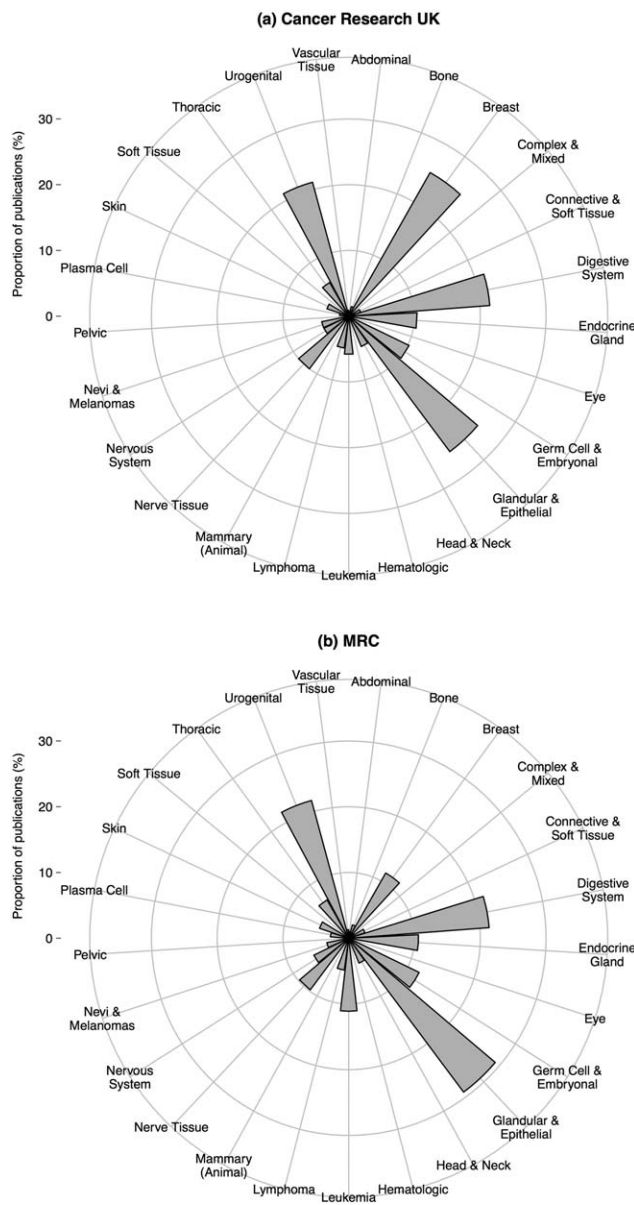 (a) Cancer Research UK
Vascular
Tissue
Abdominal
Urogenital
Bone
Thoracic
Breast
Soft Tissue
Complex &
Mixed
Skin
Connective &
Soft Tissue
Plasma Cell
Digestive
System
Pelvic
Endocrine
Gland
Nevi &
Melanomas
Eye
Nervous
System
Germ Cell &
Embryonal
Nerve Tissue
Glandular &
Epithelial
Mammary
(Animal)
Head & Neck
Lymphoma
Hematologic
Leukemia
Proportion of publications (%)
30
20
10
0
(b) MRC
Vascular
Tissue
Abdominal
Urogenital
Bone
Thoracic
Breast
Soft Tissue
Complex &
Mixed
Skin
Connective &
Soft Tissue
Plasma Cell
Digestive
System
Pelvic
Endocrine
Gland
Nevi &
Melanomas
Eye
Nervous
System
Germ Cell &
Embryonal
Nerve Tissue
Glandular &
Epithelial
Mammary
(Animal)
Head & Neck
Lymphoma
Hematologic
Leukemia
Proportion of publications (%)
30
20
10
0